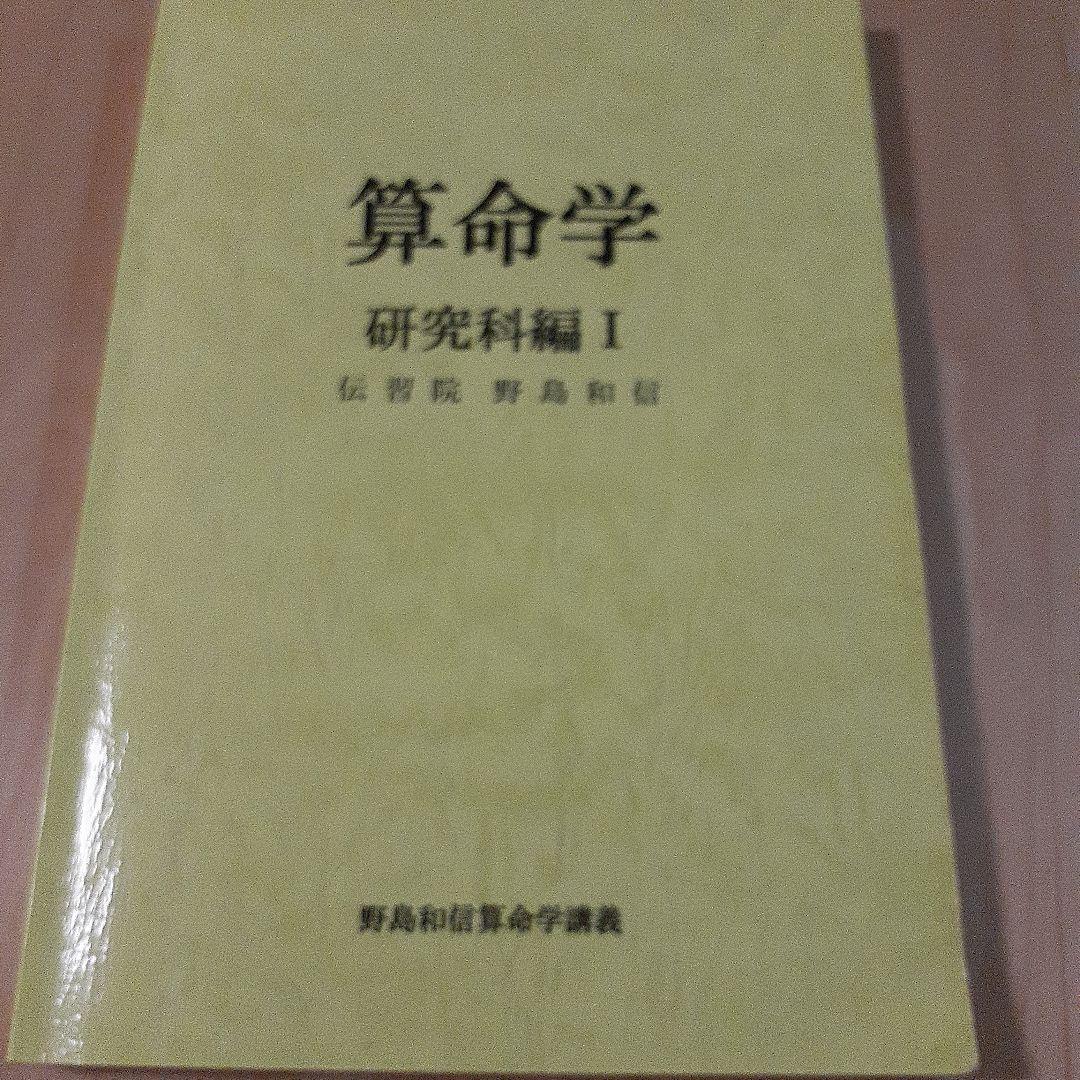 算命学
研究科編 I
伝習院 野島和信
野島和信算命学講義